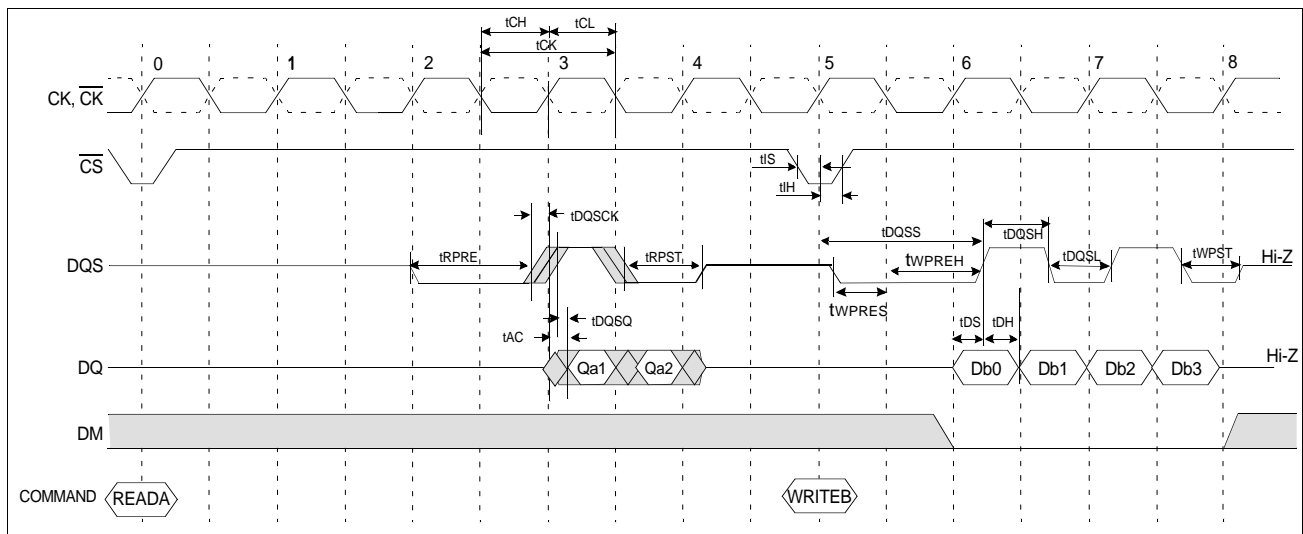 tCH tCL
tCK
0 1 2 3 4 5 6 7 8
CK, CK
CS
tIS
tIH
tDQSCK
tDQSS
tDQSH
DQS
tRPRE
tRPST
tWPREH
tDQSL
tWPST
Hi-Z
tWPRES
tDQSQ
tAC
tDS tDH
DQ
Qa1 Qa2
Db0 Db1 Db2 Db3
Hi-Z
DM
COMMAND READA WRITEB